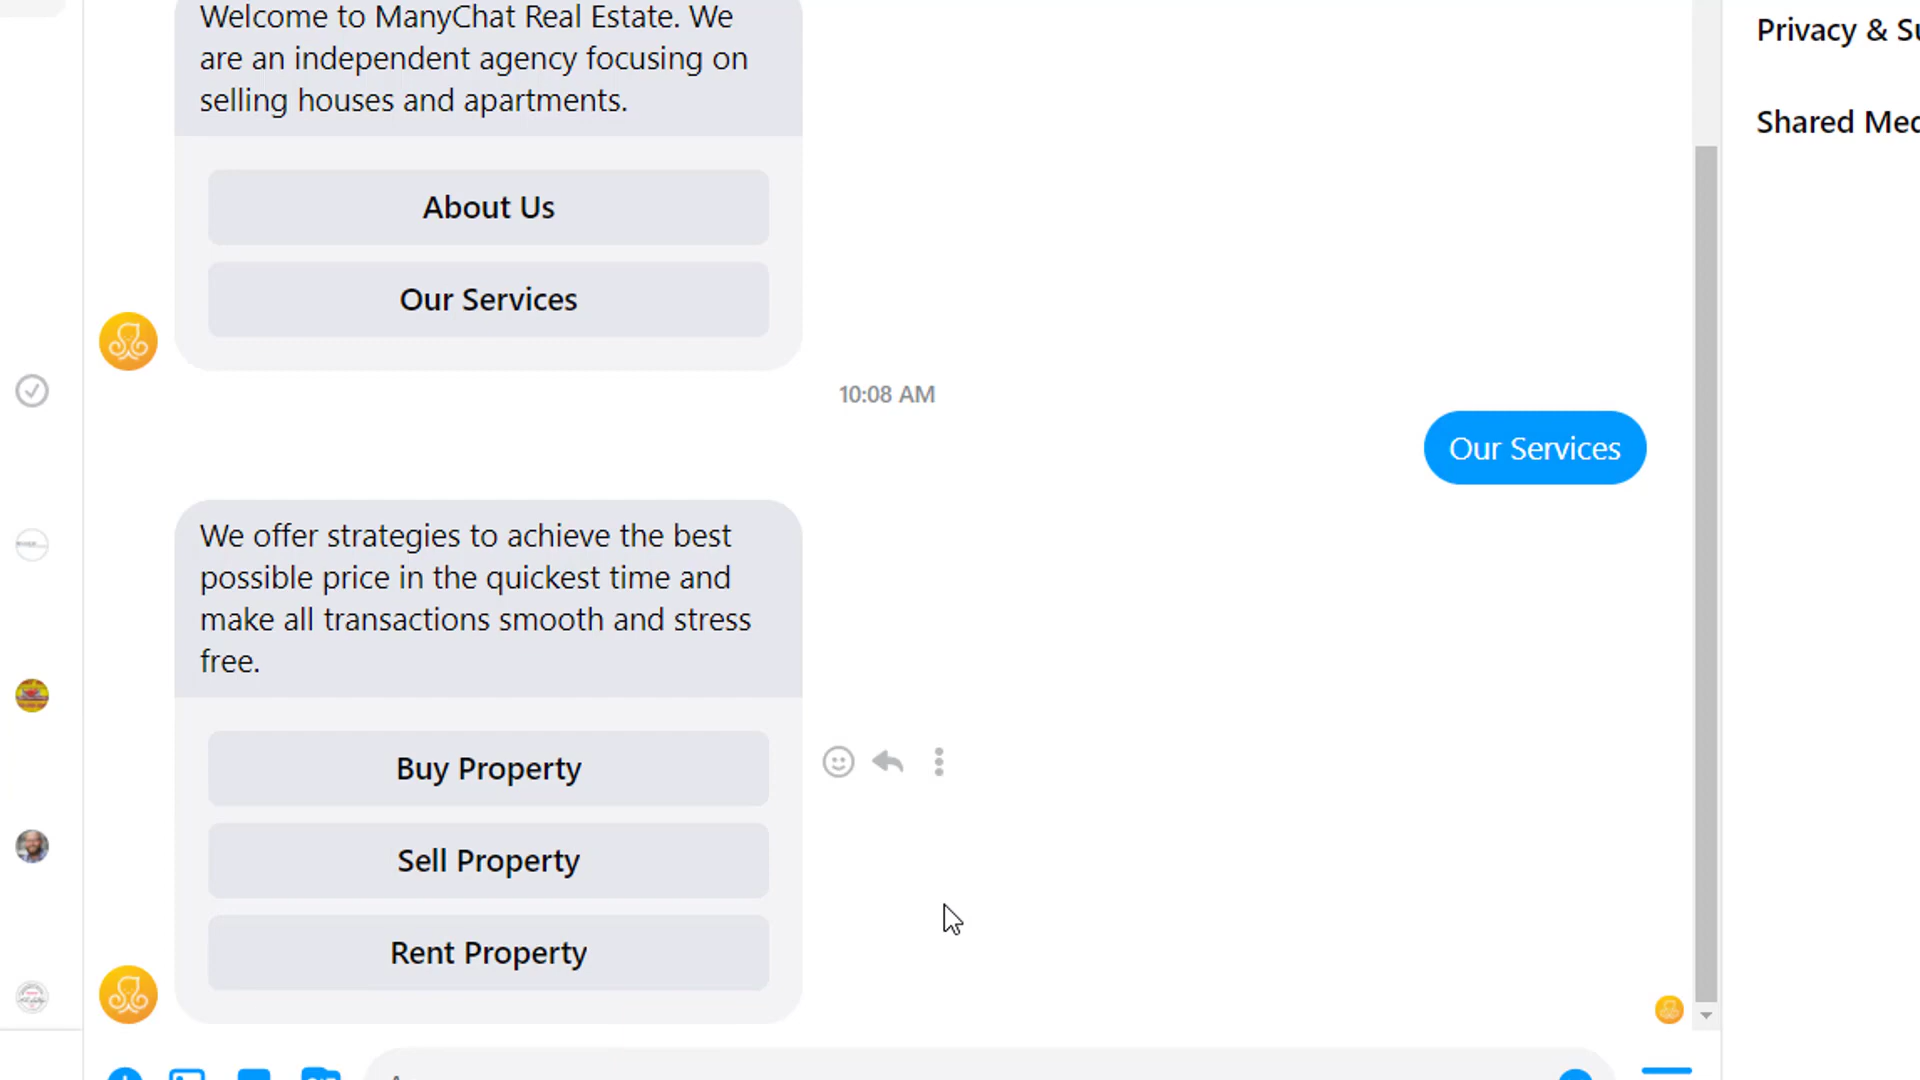 Welcome to ManyChat Real Estate. We
are an independent agency focusing on
selling houses and apartments.
About Us
Our Services
10:08 AM
Our Services
We offer strategies to achieve the best
possible price in the quickest time and
make all transactions smooth and stress
free.
Buy Property
Sell Property
Rent Property
Privacy &
Shared